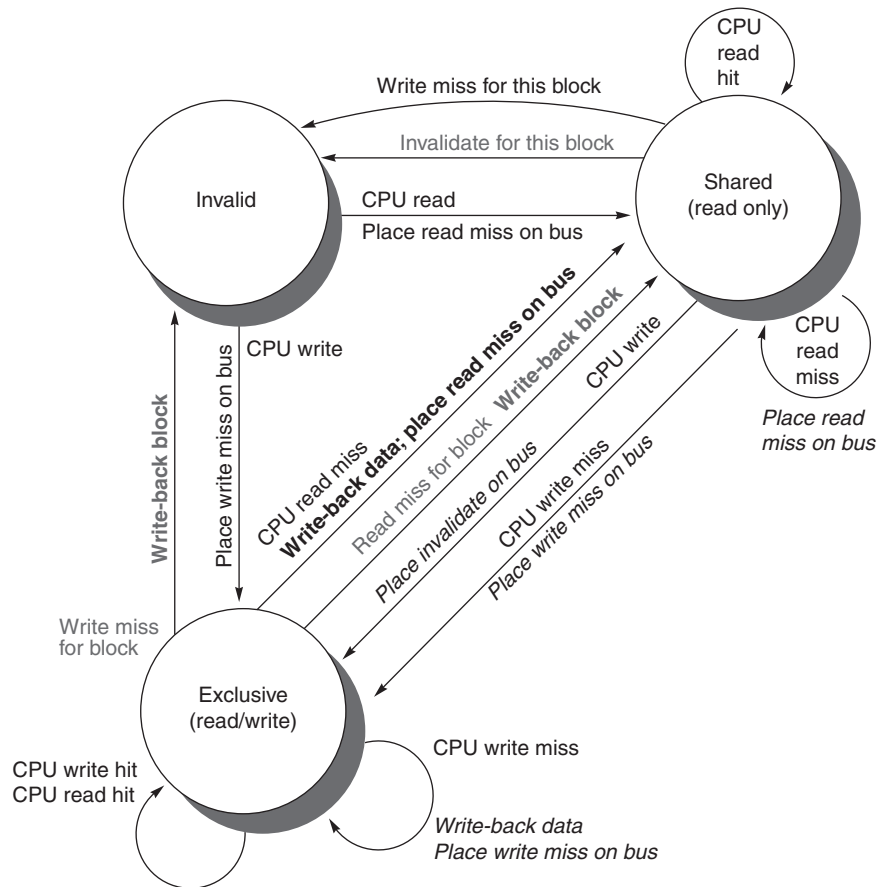 CPU
read
hit
Write miss for this block
Invalidate for this block
Invalid
Shared
(read only)
CPU read
Place read miss on bus
CPU write
Place write miss on bus
Write-back block
Write miss
for block
CPU read miss
Write-back data; place read miss on bus
Read miss for block Write-back block
CPU write
Place invalidate on bus
CPU write miss
Place write miss on bus
CPU
read
miss
Place read
miss on bus
Exclusive
(read/write)
CPU write hit
CPU read hit
CPU write miss
Write-back data
Place write miss on bus